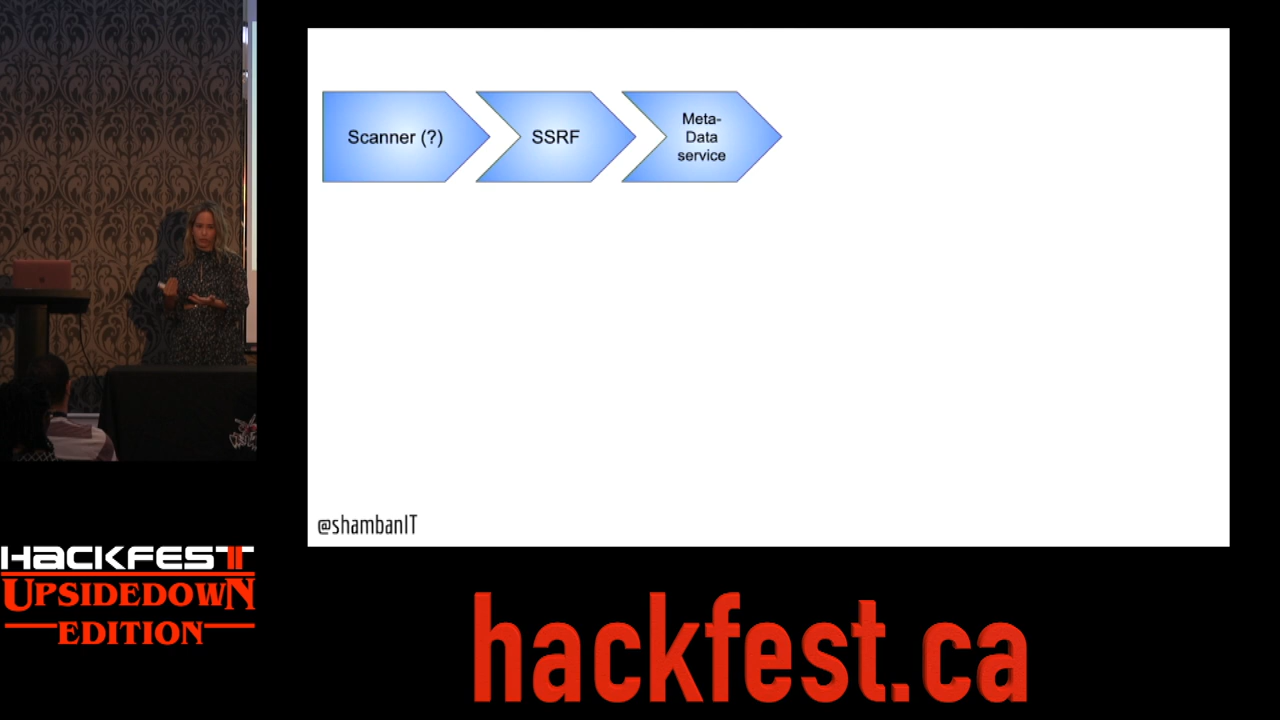 Scanner (?)
SSRF
Meta-
Data
service
@shambanIT
HACKFEST
UPSIDEDOWN
EDITION
hackfest.ca